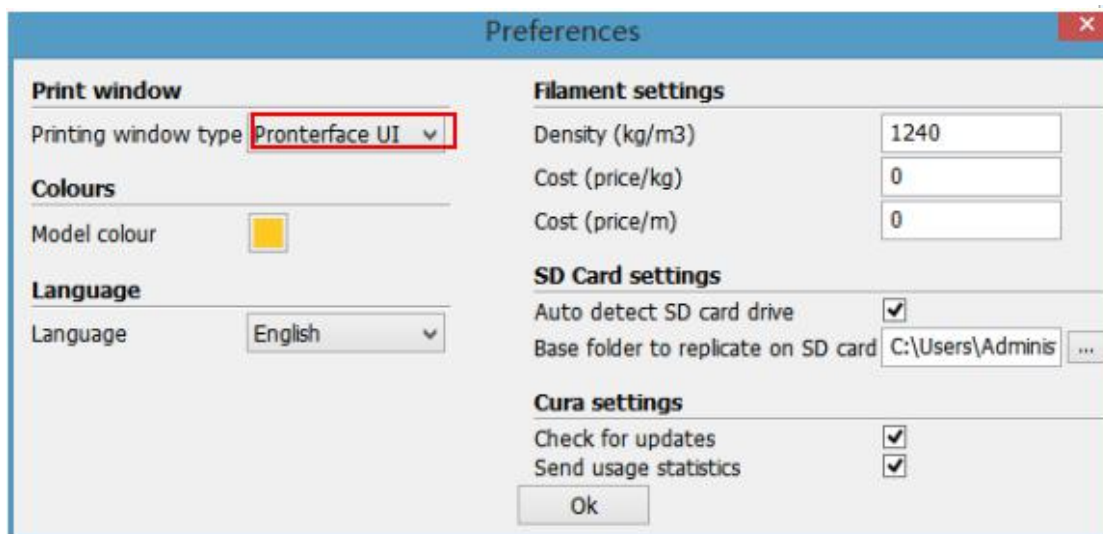 Preferences
Print window
Printing window type Pronterface UI
Colours
Model colour
Language
Language English
Filament settings
Density (kg/m3) 1240
Cost (price/kg) 0
Cost (price/m) 0
SD Card settings
Auto detect SD card drive
Base folder to replicate on SD card C:\Users\Adminis ...
Cura settings
Check for updates
Send usage statistics
Ok